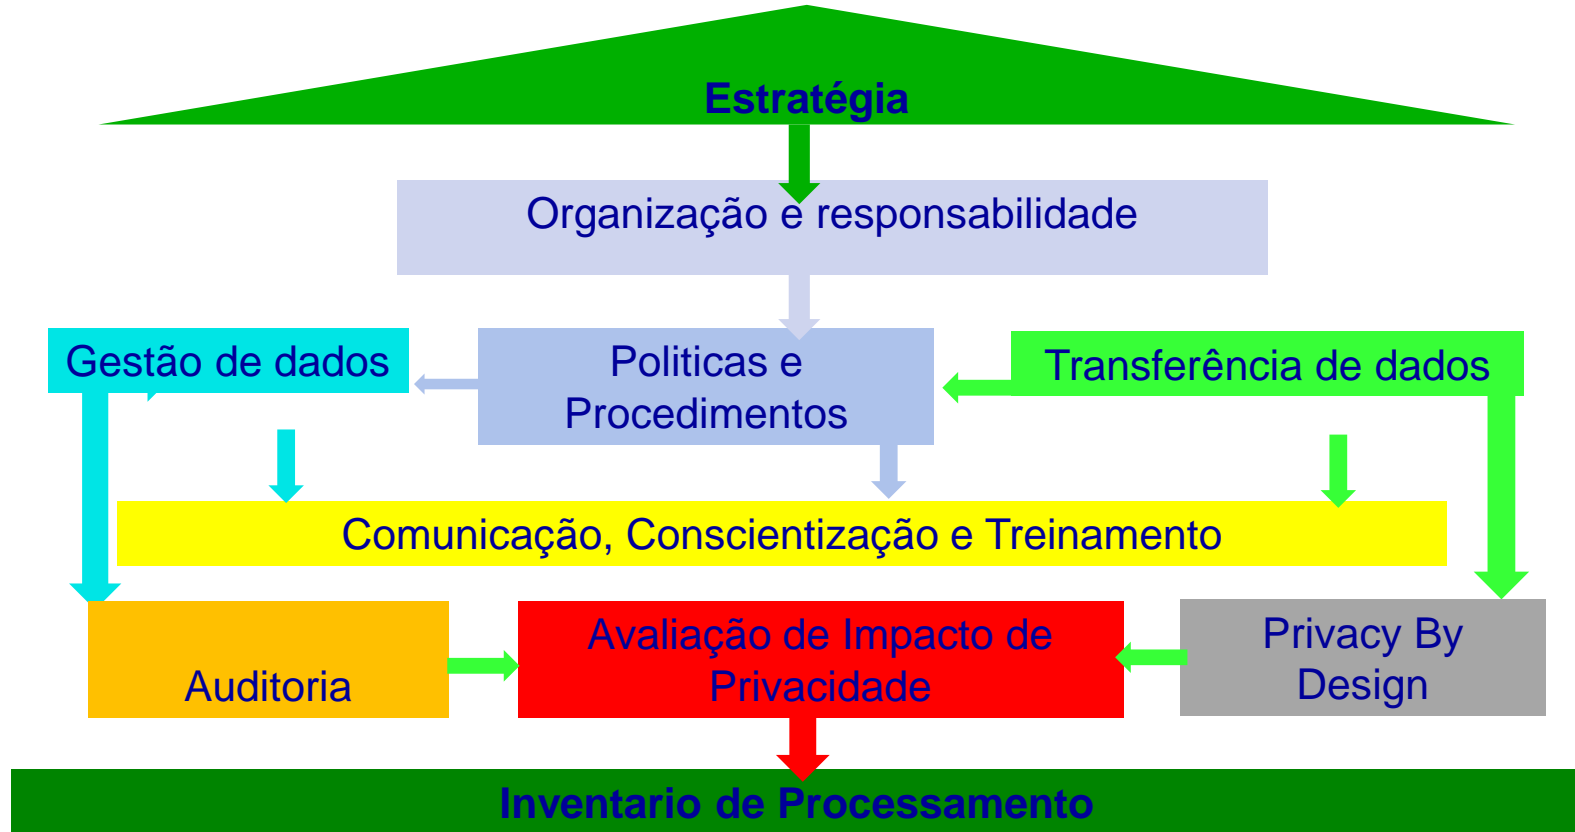 Estratégia
Organização e responsabilidade
Gestão de dados
Politicas e
Procedimentos
Transferência de dados
Comunicação, Conscientização e Treinamento
Auditoria
Avaliação de Impacto de
Privacidade
Privacy By
Design
Inventario de Processamento